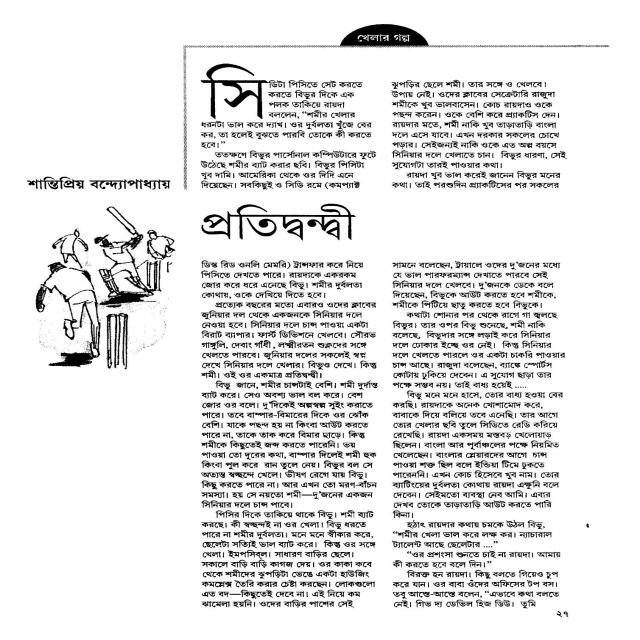 খেলার গল্প
সিডিটা পিসিতে সেট করতে
করতে বিভুর দিকে এক
পলক তাকিয়ে রায়দা
বললেন, “শমীর খেলার
ধরনটা ভাল করে দ্যাখ। ওর দুর্বলতা খুঁজে বের
কর, তা হলেই বুঝতে পারবি তোকে কী করতে
হবে।”
ততক্ষণে বিভুর পার্সোনাল কম্পিউটারে ফুটে
উঠেছে শমীর ব্যাট করার ছবি। বিভুর পিসিটা
খুব দামি। আমেরিকা থেকে ওর দিদি এনে
দিয়েছেন। সবকিছুই ও সিডি রমে (কমপ্যাক্ট
শান্তিপ্রিয় বন্দ্যোপাধ্যায়
প্রতিদ্বন্দ্বী
ডিস্ক রিড ওনলি মেমরি) ট্রান্সফার করে নিয়ে
পিসিতে দেখতে পারে। রায়দাকে একরকম
জোর করে ধরে এনেছে বিভু। শমীর দুর্বলতা
কোথায়, ওকে দেখিয়ে দিতে হবে।
প্রত্যেক বছরের মতো এবারও ওদের ক্লাবের
জুনিয়ার দল থেকে একজনকে সিনিয়ার দলে
নেওয়া হবে। সিনিয়ার দলে চান্স পাওয়া একটা
বিরাট ব্যাপার। ফার্স্ট ডিভিশনে খেলবে। সৌরভ
গাঙ্গুলি, দেবাং গাঁধী, লক্ষ্মীরতন শুক্লদের সঙ্গে
খেলতে পারবে। জুনিয়ার দলের সকলেই স্বপ্ন
দেখে সিনিয়ার দলে খেলার। বিভুও দেখে। কিন্তু
শমী। ওই ওর একমাত্র প্রতিদ্বন্দ্বী।
বিভু জানে, শমীর চান্সটাই বেশি। শমী দুর্দান্ত
ব্যাট করে। সেও অবশ্য ভাল বল করে। বেশ
জোর ওর বলে। দু’দিকেই অল্পস্বল্প সুইং করাতে
পারে। তবে বাম্পার-বিমারের দিকে ওর ঝোঁক
বেশি। যাকে পছন্দ হয় না কিংবা আউট করতে
পারে না, তাকে তাক করে বিমার ছাড়ে। কিন্তু
শমীকে কিছুতেই জব্দ করতে পারেনি। ভয়
পাওয়া তো দূরের কথা, বাম্পার দিলেই শমী হুক
কিংবা পুল করে রান তুলে নেয়। বিভুর বল সে
অত্যন্ত স্বচ্ছন্দে খেলে। ভীষণ রেগে যায় বিভু।
কিছু করতে পারে না। আর এখন তো মরণ-বাঁচন
সমস্যা। হয় সে নয়তো শমী—দু’জনের একজন
সিনিয়ার দলে চান্স পাবে।
পিসির দিকে তাকিয়ে থাকে বিভু। শমী ব্যাট
করছে। কী স্বচ্ছন্দই না ওর খেলা। বিভু ধরতে
পারে না শমীর দুর্বলতা। মনে মনে স্বীকার করে,
ছেলেটা সত্যিই ভাল ব্যাট করে। কিন্তু ওর সঙ্গে
খেলা। ইমপসিব্‌ল। সাধারণ বাড়ির ছেলে।
সকালে বাড়ি বাড়ি কাগজ দেয়। ওর কাকা কবে
থেকে শমীদের ঝুপড়িটা ভেঙে একটা হাউজিং
কমপ্লেক্স তৈরি করার চেষ্টা করছেন। লোকগুলো
এত বদ—কিছুতেই দেবে না। এই নিয়ে কম
ঝামেলা হয়নি। ওদের বাড়ির পাশের সেই
ঝুপড়ির ছেলে শমী। তার সঙ্গে ও খেলবে।
উপায় নেই। ওদের ক্লাবের সেক্রেটারি রাজুদা
শমীকে খুব ভালবাসেন। কোচ রায়দাও ওকে
পছন্দ করেন। ওকে বেশি করে প্র্যাকটিস দেন।
রায়দার মতে, শমী নাকি খুব তাড়াতাড়ি বাংলা
দলে এসে যাবে। এখন দরকার সকলের চোখে
পড়ার। সেইজন্যই নাকি ওকে এত অল্প বয়সে
সিনিয়ার দলে খেলাতে চান। বিভুর ধারণা, সেই
সুযোগটা তারই পাওয়ার কথা।
রায়দা খুব ভাল করেই জানেন বিভুর মনের
কথা। তাই পরশুদিন প্র্যাকটিসের পর সকলের
সামনে বলেছেন, ট্রায়ালে ওদের দু’জনের মধ্যে
যে ভাল পারফরম্যান্স দেখাতে পারবে সেই
সিনিয়ার দলে খেলবে। দু’জনকে ডেকে বলে
দিয়েছেন, বিভুকে আউট করতে হবে শমীকে,
শমীকে পিটিয়ে ছাতু করতে হবে বিভুকে।
কথাটা শোনার পর থেকে রাগে গা জ্বলছে
বিভুর। তার ওপর বিভু শুনেছে, শমী নাকি
বলেছে, বিভুদার সঙ্গে লড়াই করে সিনিয়ার
দলে ঢোকার ইচ্ছে ওর নেই। কিন্তু সিনিয়ার
দলে খেলতে পারলে ওর একটা চাকরি পাওয়ার
চান্স আছে। রাজুদা বলেছেন, ব্যাঙ্কে স্পোর্টস
কোটায় ঢুকিয়ে দেবেন। এ সুযোগ ছাড়া তার
পক্ষে সম্ভব নয়। তাই বাধ্য হয়েই .....
বিভু মনে মনে হাসে, তোর বাধ্য হওয়া বের
করছি। রায়দাকে অনেক খোশামোদ করে,
বাবাকে দিয়ে বলিয়ে তবে এনেছি। তার আগে
তোর খেলার ছবি তুলে সিডিতে রেডি করিয়ে
রেখেছি। রায়দা একসময় মস্তবড় খেলোয়াড়
ছিলেন। বাংলা আর পূর্বাঞ্চলের পক্ষে নিয়মিত
খেলেছেন। বাংলার প্লেয়ারদের আগে চান্স
পাওয়া শক্ত ছিল বলে ইন্ডিয়া টিমে ঢুকতে
পাবেননি। এখন কোচ হিসেবে খুব নাম। তোর
ব্যাটিংয়ের দুর্বলতা কোথায় রায়দা এক্ষুনি বলে
দেবেন। সেইমতো ব্যবস্থা নেব আমি। এবার
দেখব তোকে তাড়াতাড়ি আউট করতে পারি
কিনা।
হঠাৎ রায়দার কথায় চমকে উঠল বিভু,
“শমীর খেলা ভাল করে লক্ষ কর। ন্যাচারাল
ট্যালেন্ট আছে ছেলেটার ....”
“ওর প্রশংসা শুনতে চাই না রায়দা। আমায়
কী করতে হবে বলে দিন।”
বিরক্ত হন রায়দা। কিছু বলতে গিয়েও চুপ
করে যান। ওর বাবা ওঁদের অফিসের টপ বস।
তবু আস্তে-আস্তে বলেন, “এভাবে কথা বলতে
নেই। গিভ দ্য ডেভিল হিজ ডিউ। তুমি
২৭